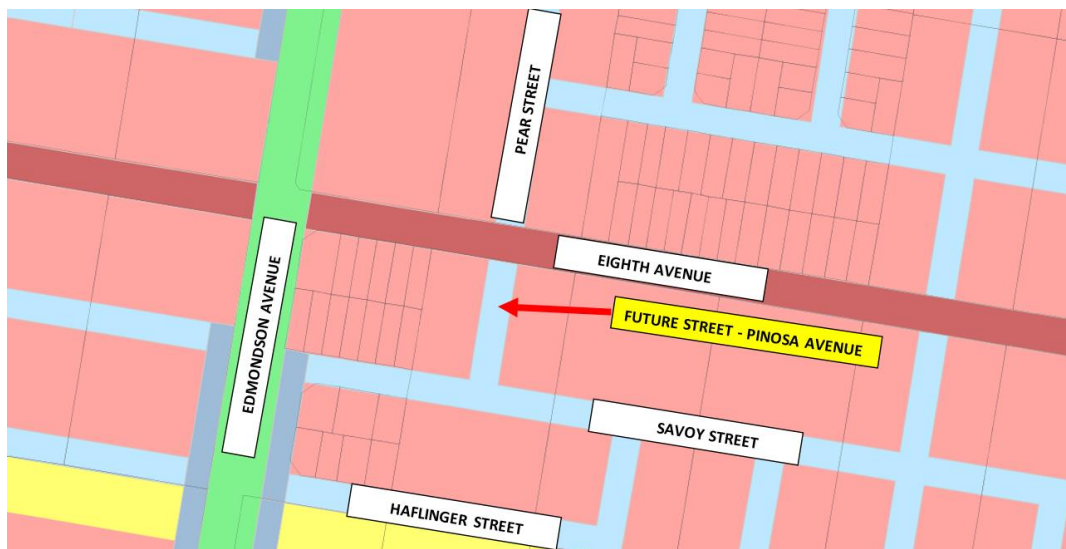 PEAR STREET
EIGHTH AVENUE
EDMONDSON AVENUE
FUTURE STREET - PINOSA AVENUE
SAVOY STREET
HAFLINGER STREET